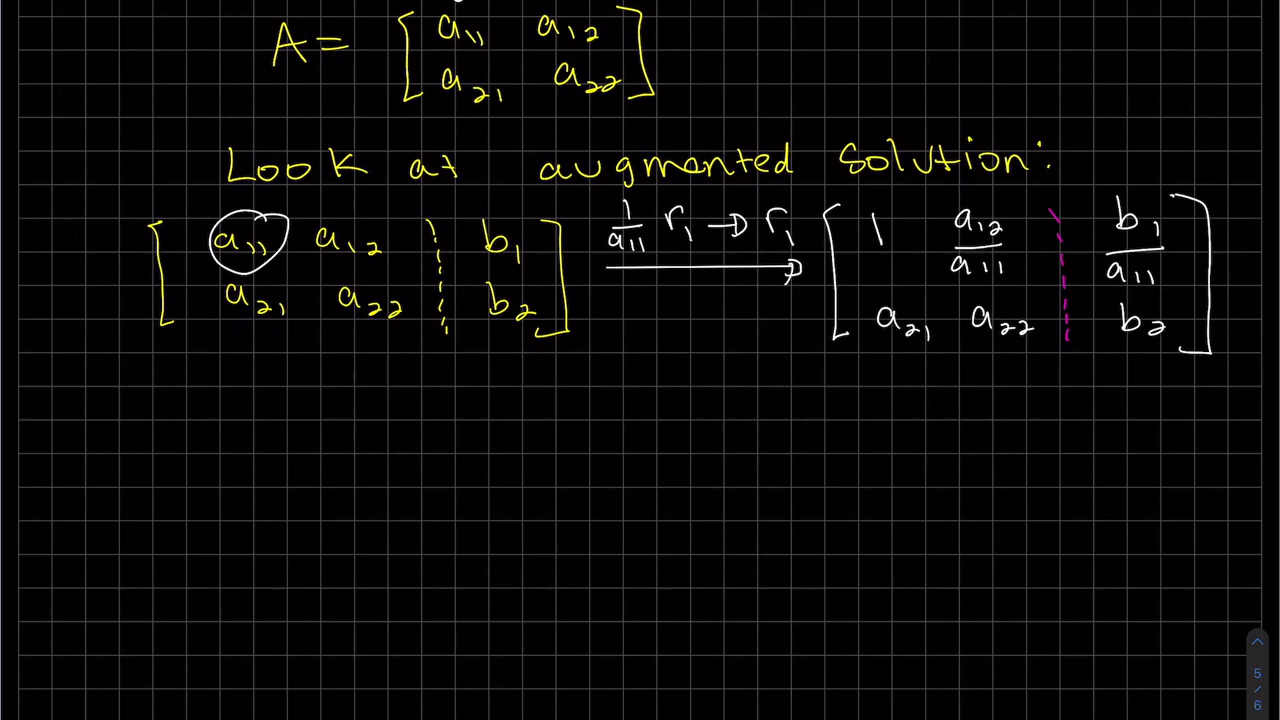 A = [ a₁₁ a₁₂
a₂₁ a₂₂ ]
Look at augmented solution:
[ a₁₁ a₁₂ ¦ b₁ 1/a₁₁ r₁ → r₁ [ 1 a₁₂/a₁₁ ¦ b₁/a₁₁
a₂₁ a₂₂ ¦ b₂ ] a₂₁ a₂₂ ¦ b₂ ]
5
/
6